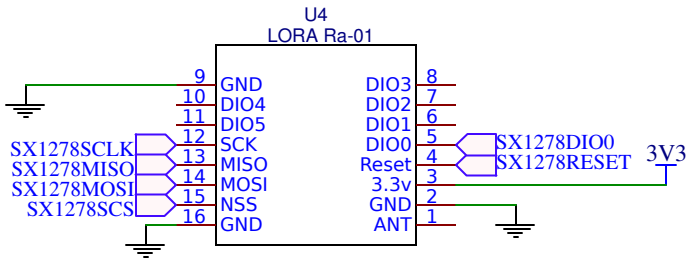 U4
LORA Ra-01
9 GND DIO3 8
10 DIO4 DIO2 7
11 DIO5 DIO1 6
SX1278SCLK 12 SCK DIO0 5 SX1278DIO0
SX1278MISO 13 MISO Reset 4 SX1278RESET
SX1278MOSI 14 MOSI 3.3v 3 3V3
SX1278SCS 15 NSS GND 2
16 GND ANT 1